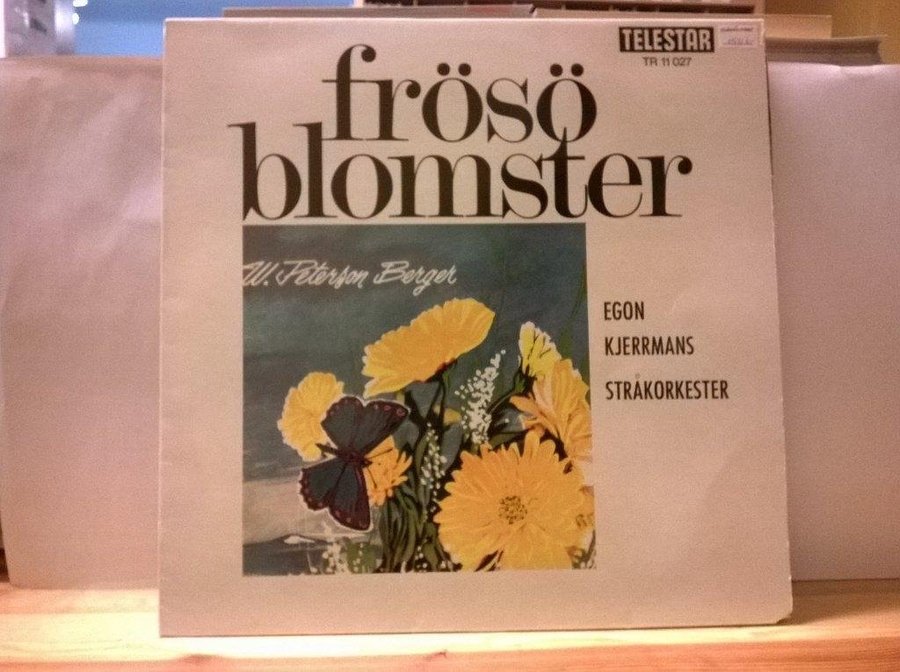 TELESTAR
TR 11 027
frösö
blomster
W. Peterson Berger
EGON
KJERRMANS
STRÅKORKESTER